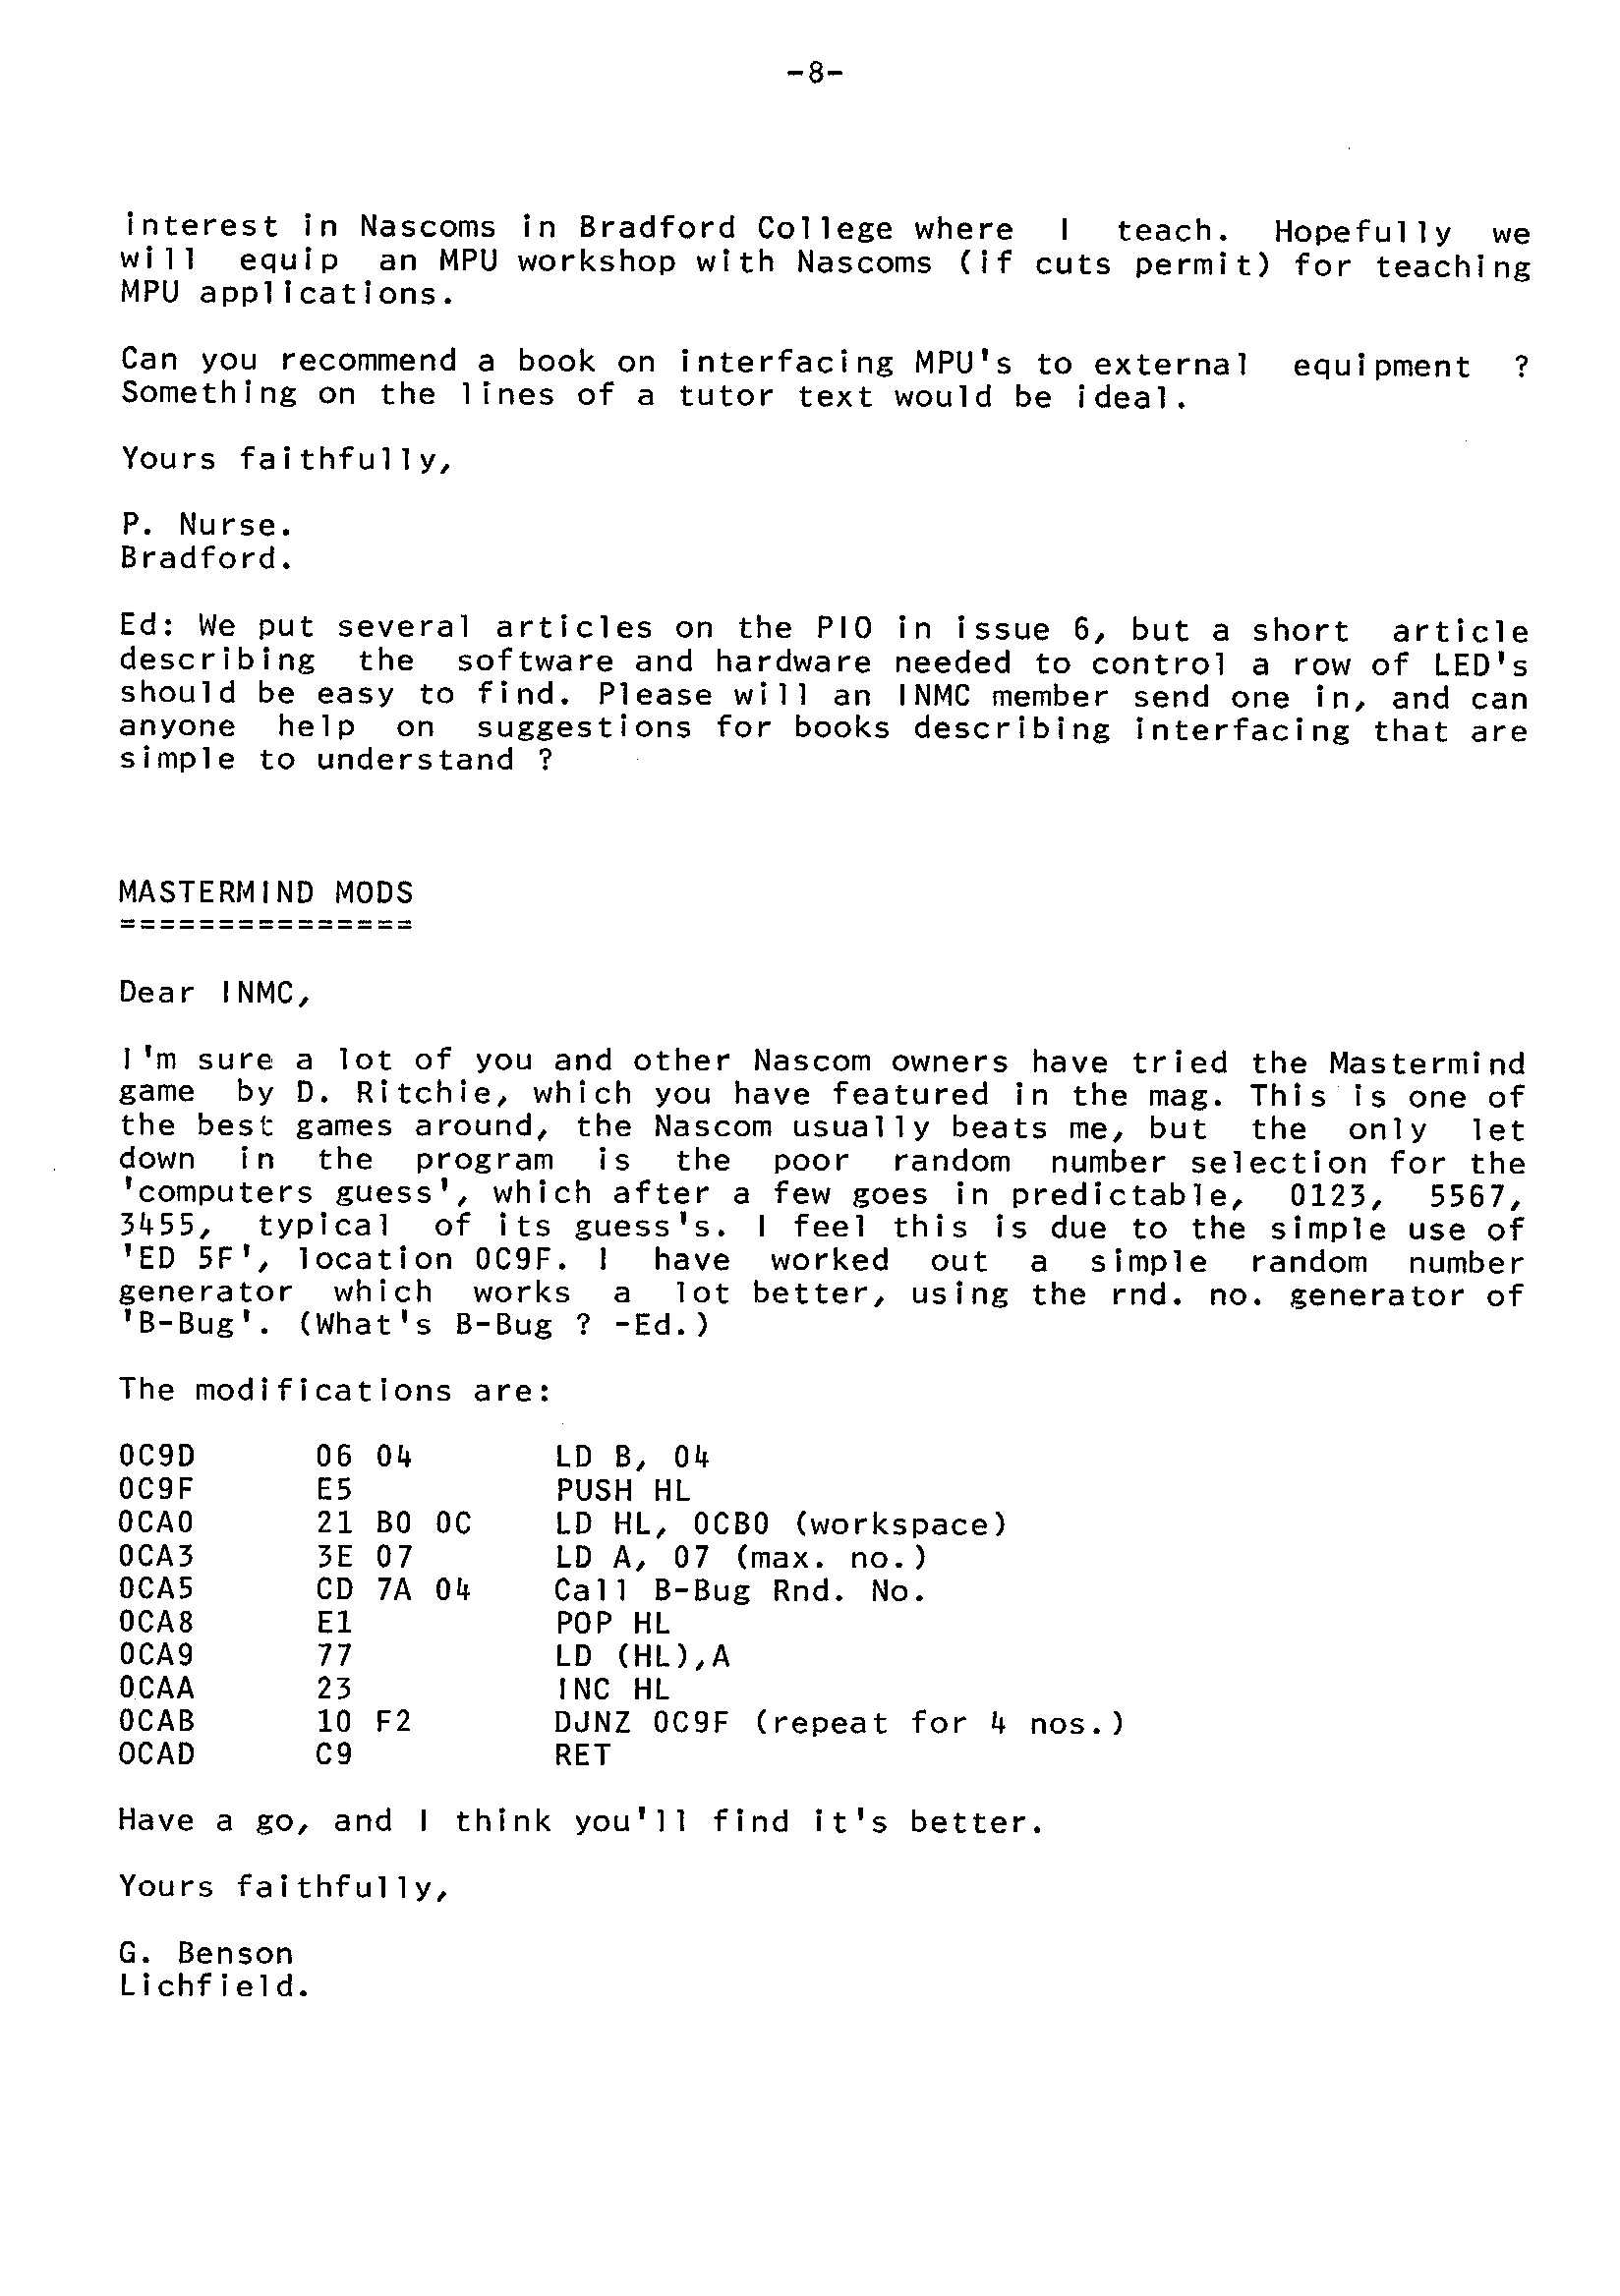 -8-
interest in Nascoms in Bradford College where I teach. Hopefully we
will equip an MPU workshop with Nascoms (if cuts permit) for teaching
MPU applications.
Can you recommend a book on interfacing MPU's to external equipment ?
Something on the lines of a tutor text would be ideal.
Yours faithfully,
P. Nurse.
Bradford.
Ed: We put several articles on the PIO in issue 6, but a short article
describing the software and hardware needed to control a row of LED's
should be easy to find. Please will an INMC member send one in, and can
anyone help on suggestions for books describing interfacing that are
simple to understand ?
MASTERMIND MODS
===============
Dear INMC,
I'm sure a lot of you and other Nascom owners have tried the Mastermind
game by D. Ritchie, which you have featured in the mag. This is one of
the best games around, the Nascom usually beats me, but the only let
down in the program is the poor random number selection for the
'computers guess', which after a few goes in predictable, 0123, 5567,
3455, typical of its guess's. I feel this is due to the simple use of
'ED 5F', location 0C9F. I have worked out a simple random number
generator which works a lot better, using the rnd. no. generator of
'B-Bug'. (What's B-Bug ? -Ed.)
The modifications are:
0C9D 06 04 LD B, 04
0C9F E5 PUSH HL
0CA0 21 B0 0C LD HL, 0CB0 (workspace)
0CA3 3E 07 LD A, 07 (max. no.)
0CA5 CD 7A 04 Call B-Bug Rnd. No.
0CA8 E1 POP HL
0CA9 77 LD (HL),A
0CAA 23 INC HL
0CAB 10 F2 DJNZ 0C9F (repeat for 4 nos.)
0CAD C9 RET
Have a go, and I think you'll find it's better.
Yours faithfully,
G. Benson
Lichfield.